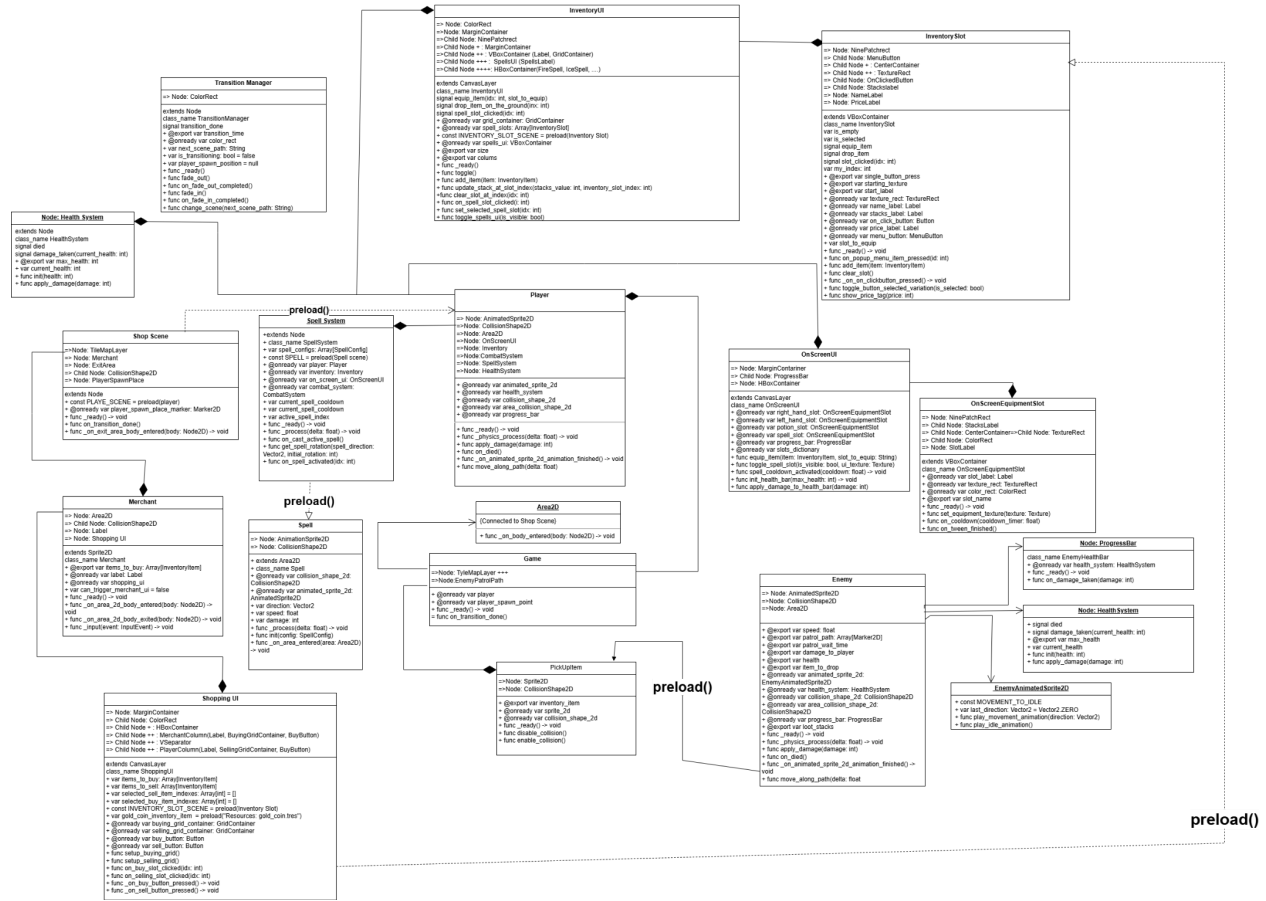 InventoryUI
=> Node: ColorRect
=>Node: MarginContainer
=>Child Node: NinePatchrect
=>Child Node + : MarginContainer
=>Child Node ++ : VBoxContainer (Label, GridContainer)
=>Child Node +++ : SpellsUI (SpellsLabel)
=>Child Node ++++: HBoxContainer(FireSpell, IceSpell, ....)
extends CanvasLayer
class_name InventoryUI
signal equip_item(idx: int, slot_to_equip)
signal drop_item_on_the_ground(inx: int)
signal spell_slot_clicked(idx: int)
+ @onready var grid_container: GridContainer
+ @onready var spell_slots: Array[InventorySlot]
+ const INVENTORY_SLOT_SCENE = preload(Inventory Slot)
+ @onready var spells_ui: VBoxContainer
+ @export var size
+ @export var colums
+ func _ready()
+ func toggle()
+ func add_item(item: InventoryItem)
+ func update_stack_at_slot_index(stacks_value: int, inventory_slot_index: int)
+func clear_slot_at_index(idx: int)
+ func on_spell_slot_clicked(): int)
+ func set_selected_spell_slot(idx: int)
+ func toggle_spells_ui(is_visible: bool)
InventorySlot
=> Node: NinePatchrect
=> Child Node: MenuButton
=> Child Node + : CenterContainer
=> Child Node ++ : TextureRect
=> Child Node: OnClickedButton
=> Child Node: Stackslabel
=> Node: NameLabel
=> Node: PriceLabel
extends VBoxContainer
class_name InventorySlot
var is_empty
var is_selected
signal equip_item
signal drop_item
signal slot_clicked(idx: int)
var my_index: int
+ @export var single_button_press
+ @export var starting_texture
+ @export var start_label
+ @onready var texture_rect: TextureRect
+ @onready var name_label: Label
+ @onready var stacks_label: Label
+ @onready var on_click_button: Button
+ @onready var price_label: Label
+ @onready var menu_button: MenuButton
+ var slot_to_equip
+ func _ready() -> void
+ func on_popup_menu_item_pressed(id: int)
+ func add_item(item: InventoryItem)
+ func clear_slot()
+ func _on_on_clickbutton_pressed() -> void
+ func toggle_button_selected_variation(is_selected: bool)
+ func show_price_tag(price: int)
Transition Manager
=> Node: ColorRect
extends Node
class_name TransitionManager
signal transition_done
+ @export var transition_time
+ @onready var color_rect
+ var next_scene_path: String
+ var is_transitioning: bool = false
+ var player_spawn_position = null
+ func _ready()
+ func fade_out()
+ func on_fade_out_completed()
+ func fade_in()
+ func on_fade_in_completed()
+ func change_scene(next_scene_path: String)
Node: Health System
extends Node
class_name HealthSystem
signal died
signal damage_taken(current_health: int)
+ @export var max_health: int
+ var current_health: int
+ func init(health: int)
+ func apply_damage(damage: int)
preload()
Shop Scene
=>Node: TileMapLayer
=> Node: Merchant
=> Node: ExitArea
=> Child Node: CollisionShape2D
=> Node: PlayerSpawnPlace
extends Node
+ const PLAYE_SCENE = preload(player)
+ @onready var player_spawn_place_marker: Marker2D
+ func _ready() -> void
+ func on_transition_done()
+ func _on_exit_area_body_entered(body: Node2D) -> void
Spell System
+extends Node
+ class_name SpellSystem
+ var spell_configs: Array[SpellConfig]
+ const SPELL = preload(Spell scene)
+ @onready var player: Player
+ @onready var inventory: Inventory
+ @onready var on_screen_ui: OnScreenUI
+ @onready var combat_system:
CombatSystem
+ var current_spell_cooldown
+ var current_spell_cooldown
+ var active_spell_index
+ func _ready() -> void
+ func _process(delta: float) -> void
+ func on_cast_active_spell()
+ func get_spell_rotation(spell_direction:
Vector2, initial_rotation: int)
+ func on_spell_activated(idx: int)
Player
=>Node: AnimatedSprite2D
=>Node: CollisionShape2D
=>Node: Area2D
=>Node: OnScreenUI
=>Node: Inventory
=>Node:CombatSystem
=>Node: SpellSystem
=>Node: HealthSystem
+ @onready var animated_sprite_2d
+ @onready var health_system
+ @onready var collision_shape_2d
+ @onready var area_collision_shape_2d
+ @onready var progress_bar
+ func _ready() -> void
+ func _physics_process(delta: float) -> void
+ func apply_damage(damage: int)
+ func on_died()
+ func _on_animated_sprite_2d_animation_finished() -> void
+ func move_along_path(delta: float)
OnScreenUI
=> Node: MarginContariner
=> Child Node: ProgressBar
=> Node: HBoxContainer
extends CanvasLayer
class_name OnScreenUI
+ @onready var right_hand_slot: OnScreenEquipmentSlot
+ @onready var left_hand_slot: OnScreenEquipmentSlot
+ @onready var potion_slot: OnScreenEquipmentSlot
+ @onready var spell_slot: OnScreenEquipmentSlot
+ @onready var progress_bar: ProgressBar
+ @onready var slots_dictionary
+ func equip_item(item: InventoryItem, slot_to_equip: String)
+ func toggle_spell_slot(is_visible: bool, ui_texture: Texture)
+ func spell_cooldown_activated(cooldown: float) -> void
+ func init_health_bar(max_health: int) -> void
+ func apply_damage_to_health_bar(damage: int)
OnScreenEquipmentSlot
=> Node: NinePatchRect
=> Child Node: StacksLabel
=> Child Node: CenterContainer=>Child Node: TextureRect
=> Child Node: ColorRect
=> Node: SlotLabel
extends VBoxContainer
class_name OnScreenEquipmentSlot
+ @onready var slot_label: Label
+ @onready var texture_rect: TextureRect
+ @onready var color_rect: ColorRect
+ @export var slot_name
+ func _ready() -> void
+ func set_equipment_texture(texture: Texture)
+ func on_cooldown(cooldown_timer: float)
+ func on_tween_finished()
preload()
Merchant
=> Node: Area2D
=> Child Node: CollisionShape2D
=> Node: Label
=> Node: Shopping UI
extends Sprite2D
class_name Merchant
+ @export var items_to_buy: Array[InventoryItem]
+ @onready var label: Label
+ @onready var shopping_ui
+ var can_trigger_merchant_ui = false
+ func _ready() -> void
+ func _on_area_2d_body_entered(body: Node2D) ->
void
+ func _on_area_2d_body_exited(body: Node2D) -> void
+ func _input(event: InputEvent) -> void
Spell
=> Node: AnimationSprite2D
=> Node: CollisionShape2D
+ extends Area2D
+ class_name Spell
+ @onready var collision_shape_2d:
CollisionShape2D
+ @onready var animated_sprite_2d:
AnimatedSprite2D
+ var direction: Vector2
+ var speed: float
+ var damage: int
+ func _process(delta: float) -> void
+ func init(config: SpellConfig)
+ func _on_area_entered(area: Area2D)
-> void
Area2D
(Connected to Shop Scene)
+ func _on_body_entered(body: Node2D) -> void
Game
=>Node: TyleMapLayer +++
=>Node:EnemyPatrolPath
+ @onready var player
+ @onready var player_spawn_point
+ func _ready() -> void
= func on_transition_done()
Node: ProgressBar
class_name EnemyHealthBar
+ @onready var health_system: HealthSystem
+ func _ready() -> void
+ func on_damage_taken(damage: int)
Enemy
=> Node: AnimatedSprite2D
=>Node: CollisionShape2D
=>Node: Area2D
+ @export var speed: float
+ @export var patrol_path: Array[Marker2D]
+ @export var patrol_wait_time
+ @export var damage_to_player
+ @export var health
+ @export var item_to_drop
+ @onready var animated_sprite_2d:
EnemyAnimatedSprite2D
+ @onready var health_system: HealthSystem
+ @onready var collision_shape_2d: CollisionShape2D
+ @onready var area_collision_shape_2d:
CollisionShape2D
+ @onready var progress_bar: ProgressBar
+ @export var loot_stacks
+ func _ready() -> void
+ func _physics_process(delta: float) -> void
+ func apply_damage(damage: int)
+ func on_died()
+ func _on_animated_sprite_2d_animation_finished() ->
void
+ func move_along_path(delta: float
Node: HealthSystem
+ signal died
+ signal damage_taken(current_health: int)
+ @export var max_health
+ var current_health
+ func init(health: int)
+ func apply_damage(damage: int)
EnemyAnimatedSprite2D
+ const MOVEMENT_TO_IDLE
+ var last_direction: Vector2 = Vector2.ZERO
+ func play_movement_animation(direction: Vector2)
+ func play_idle_animation()
PickUpItem
=>Node: Sprite2D
=>Node: CollisionShape2D
+ @export var inventory_item
+ @onready var sprite_2d
+ @onready var collision_shape_2d
+ func _ready() -> void
+ func disable_collision()
+ func enable_collision()
preload()
Shopping UI
=> Node: MarginContainer
=> Child Node: ColorRect
=> Child Node + : HBoxContainer
=> Child Node ++ : MerchantColumn(Label, BuyingGridContainer, BuyButton)
=> Child Node ++ : VSeparator
=> Child Node ++ : PlayerColumn(Label, SellingGridContainer, BuyButton)
extends CanvasLayer
class_name ShoppingUI
+ var items_to_buy: Array[InventoryItem]
+ var items_to_sell: Array[InventoryItem]
+ var selected_sell_item_indexes: Array[int] = []
+ var selected_buy_item_indexes: Array[int] = []
+ const INVENTORY_SLOT_SCENE = preload(Inventory Slot)
+ var gold_coin_inventory_item = preload("Resources: gold_coin.tres")
+ @onready var buying_grid_container: GridContainer
+ @onready var selling_grid_container: GridContainer
+ @onready var buy_button: Button
+ @onready var sell_button: Button
+ func setup_buying_grid()
+ func setup_selling_grid()
+ func on_buy_slot_clicked(idx: int)
+ func on_selling_slot_clicked(idx: int)
+ func _on_buy_button_pressed() -> void
+ func _on_sell_button_pressed() -> void
preload()